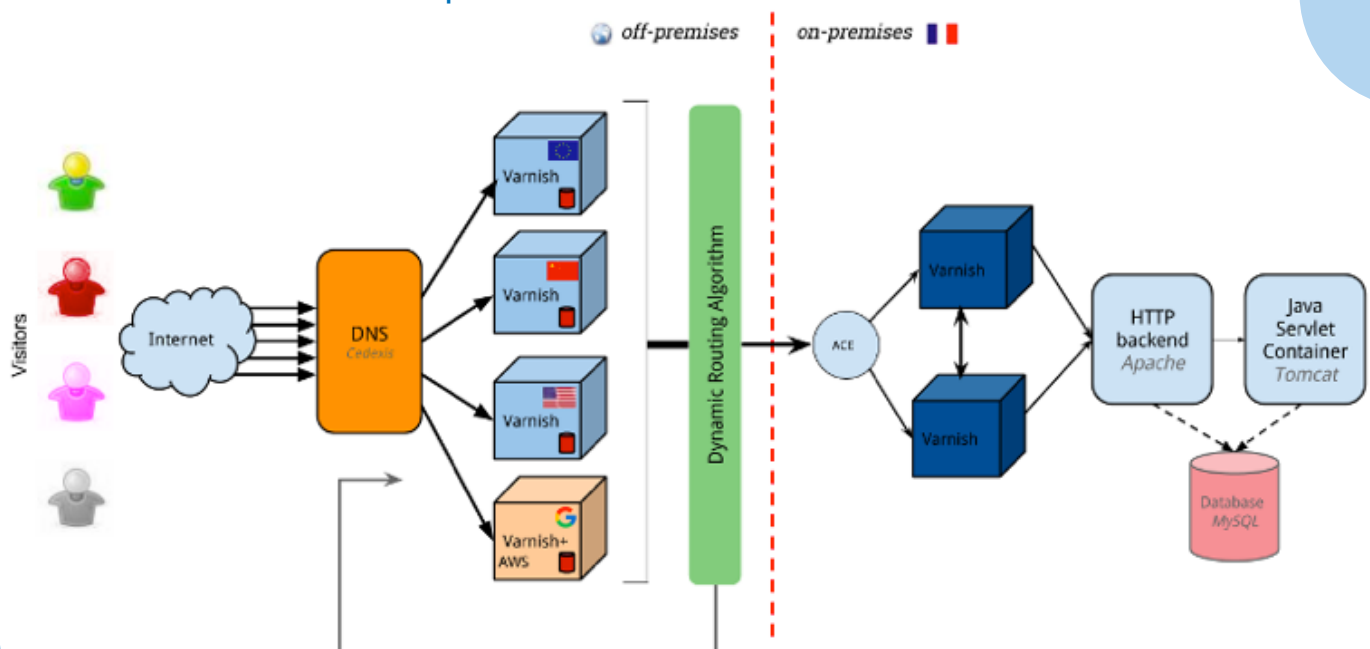 off-premises
on-premises
Visitors
Internet
DNS
Cedexis
Varnish
Varnish
Varnish
Varnish+
AWS
Dynamic Routing Algorithm
ACE
Varnish
Varnish
HTTP
backend
Apache
Java
Servlet
Container
Tomcat
Database
MySQL